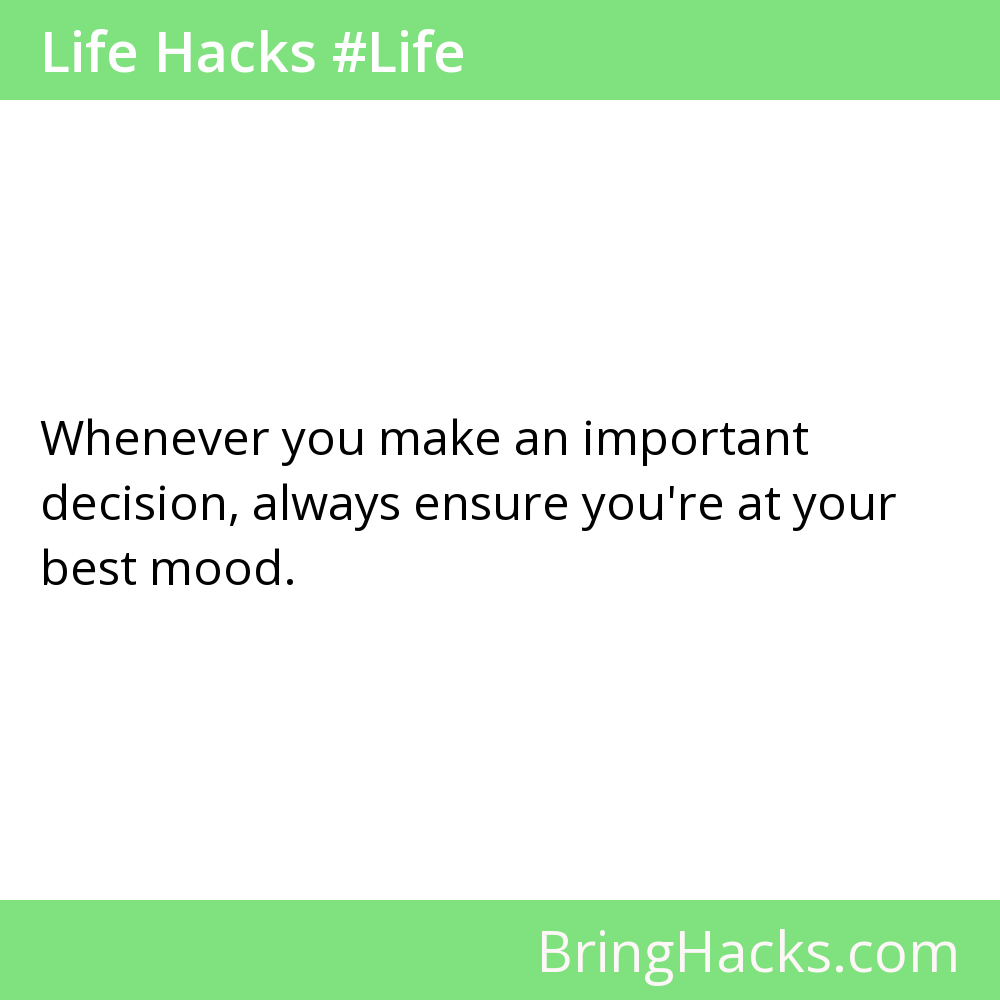 Life Hacks #Life
Whenever you make an important
decision, always ensure you're at your
best mood.
BringHacks.com